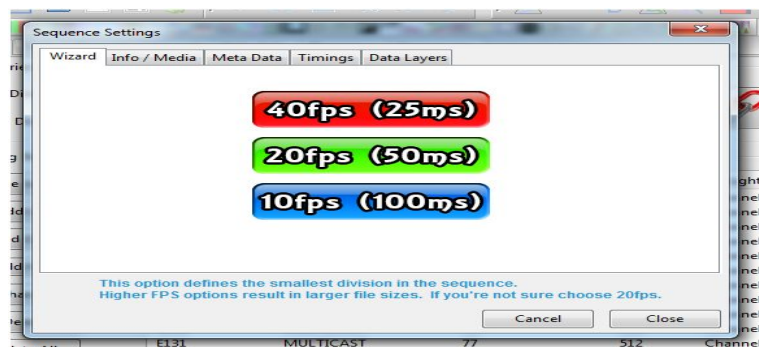 Sequence Settings
Wizard Info / Media Meta Data Timings Data Layers
40fps (25ms)
20fps (50ms)
10fps (100ms)
This option defines the smallest division in the sequence.
Higher FPS options result in larger file sizes. If you're not sure choose 20fps.
Cancel Close
E131 MULTICAST 77 512 Channel